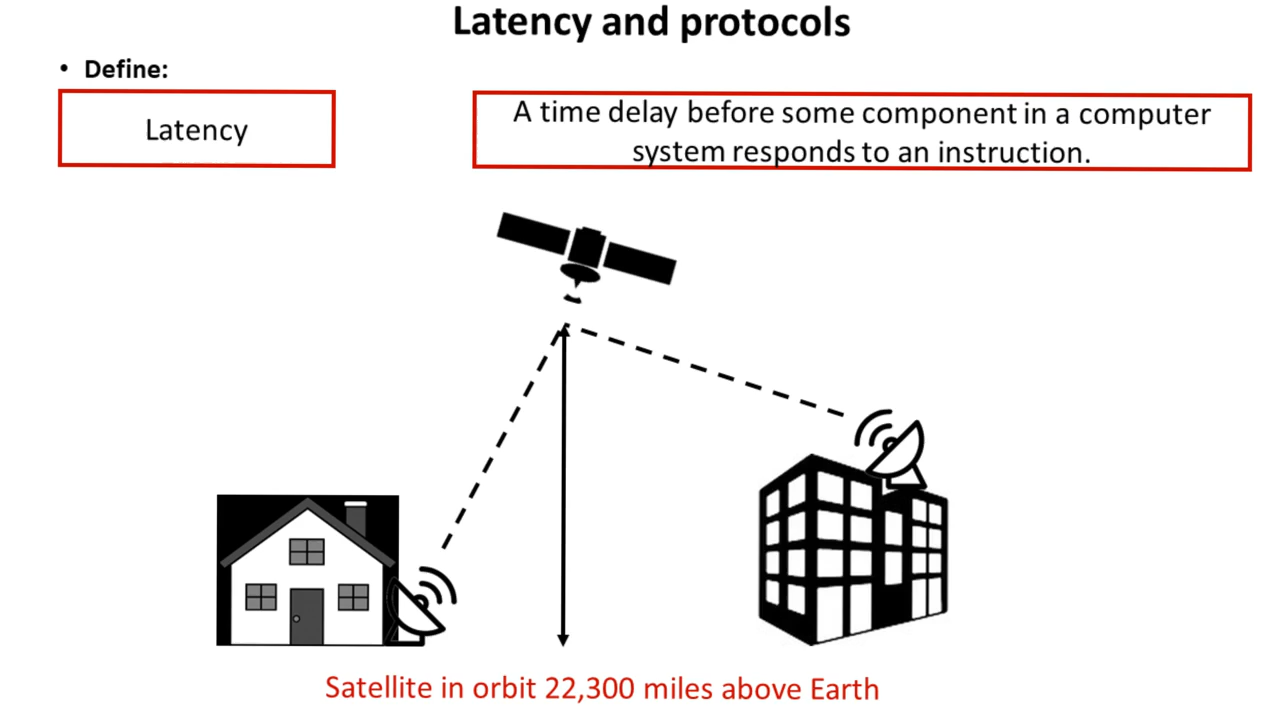 Latency and protocols
• Define:
Latency
A time delay before some component in a computer
system responds to an instruction.
Satellite in orbit 22,300 miles above Earth